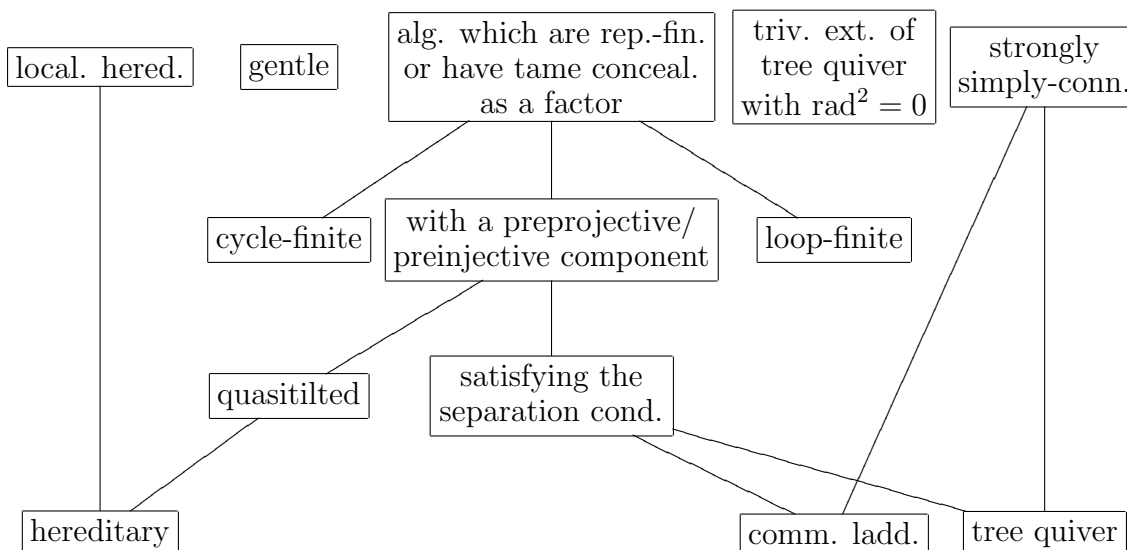 local. hered.
gentle
alg. which are rep.-fin.
or have tame conceal.
as a factor
triv. ext. of
tree quiver
with rad² = 0
strongly
simply-conn.
cycle-finite
with a preprojective/
preinjective component
loop-finite
quasitilted
satisfying the
separation cond.
hereditary
comm. ladd.
tree quiver